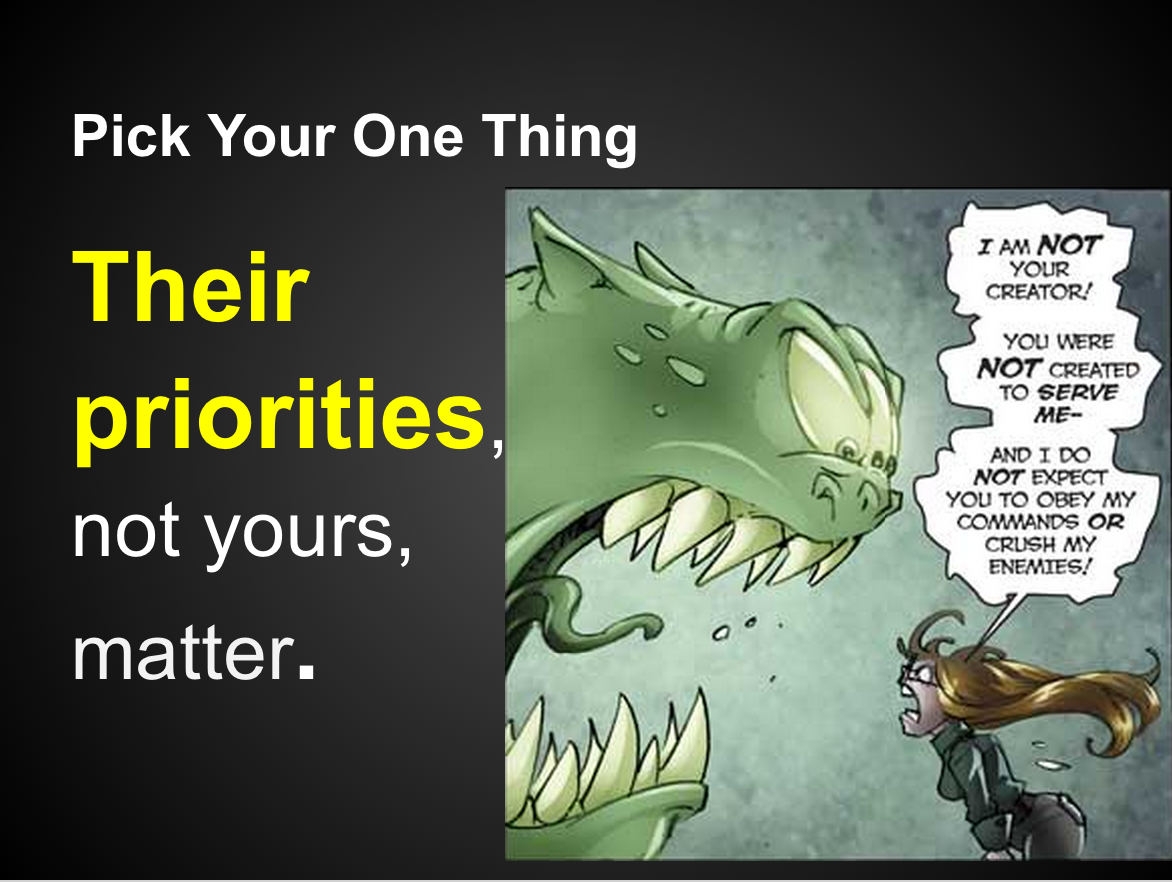 Pick Your One Thing
Their
priorities,
not yours,
matter.
I AM NOT
YOUR
CREATOR!
YOU WERE
NOT CREATED
TO SERVE
ME-
AND I DO
NOT EXPECT
YOU TO OBEY MY
COMMANDS OR
CRUSH MY
ENEMIES!